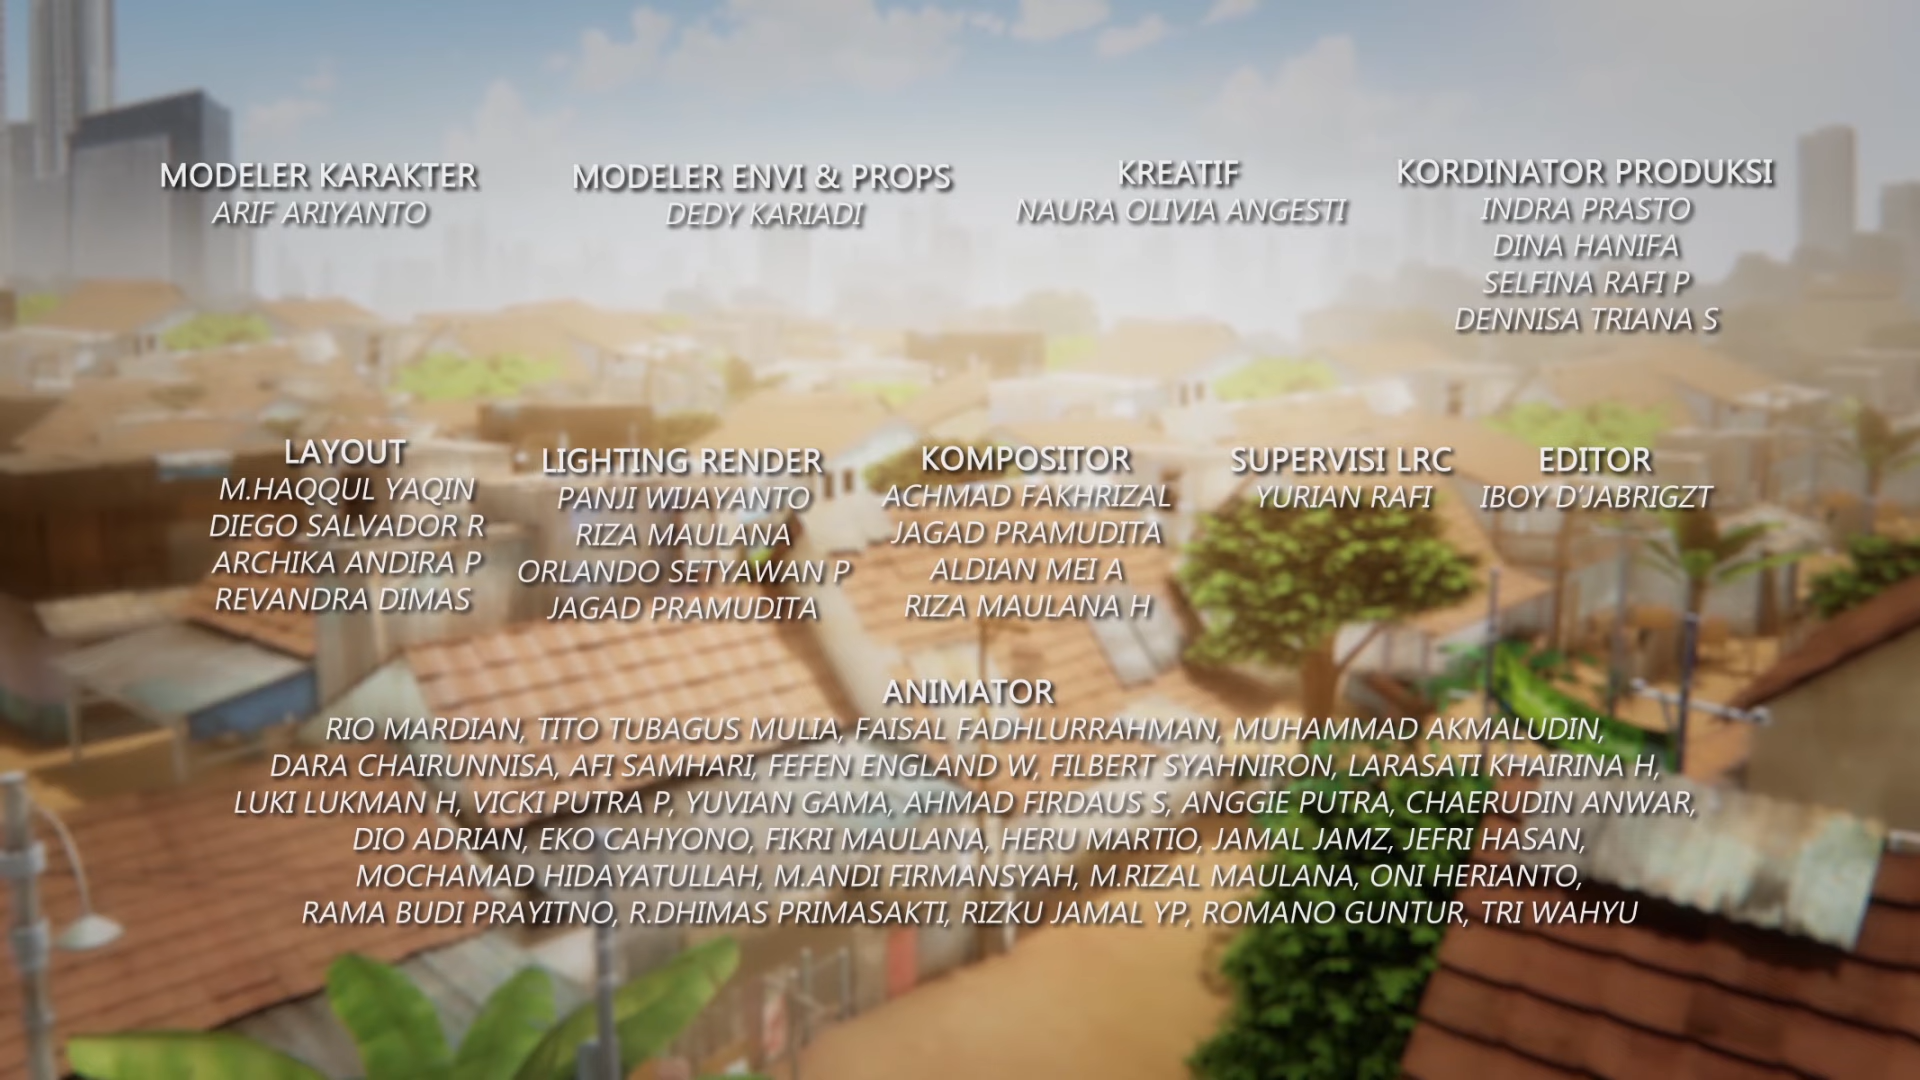 MODELER KARAKTER
ARIF ARIYANTO
MODELER ENVI & PROPS
DEDY KARIADI
KREATIF
NAURA OLIVIA ANGESTI
KORDINATOR PRODUKSI
INDRA PRASTO
DINA HANIFA
SELFINA RAFI P
DENNISA TRIANA S
LAYOUT
M.HAQQUL YAQIN
DIEGO SALVADOR R
ARCHIKA ANDIRA P
REVANDRA DIMAS
LIGHTING RENDER
PANJI WIJAYANTO
RIZA MAULANA
ORLANDO SETYAWAN P
JAGAD PRAMUDITA
KOMPOSITOR
ACHMAD FAKHRIZAL
JAGAD PRAMUDITA
ALDIAN MEI A
RIZA MAULANA H
SUPERVISI LRC
YURIAN RAFI
EDITOR
IBOY D'JABRIGZT
ANIMATOR
RIO MARDIAN, TITO TUBAGUS MULIA, FAISAL FADHLURRAHMAN, MUHAMMAD AKMALUDIN,
DARA CHAIRUNNISA, AFI SAMHARI, FEFEN ENGLAND W, FILBERT SYAHNIRON, LARASATI KHAIRINA H,
LUKI LUKMAN H, VICKI PUTRA P, YUVIAN GAMA, AHMAD FIRDAUS S, ANGGIE PUTRA, CHAERUDIN ANWAR,
DIO ADRIAN, EKO CAHYONO, FIKRI MAULANA, HERU MARTIO, JAMAL JAMZ, JEFRI HASAN,
MOCHAMAD HIDAYATULLAH, M.ANDI FIRMANSYAH, M.RIZAL MAULANA, ONI HERIANTO,
RAMA BUDI PRAYITNO, R.DHIMAS PRIMASAKTI, RIZKU JAMAL YP, ROMANO GUNTUR, TRI WAHYU